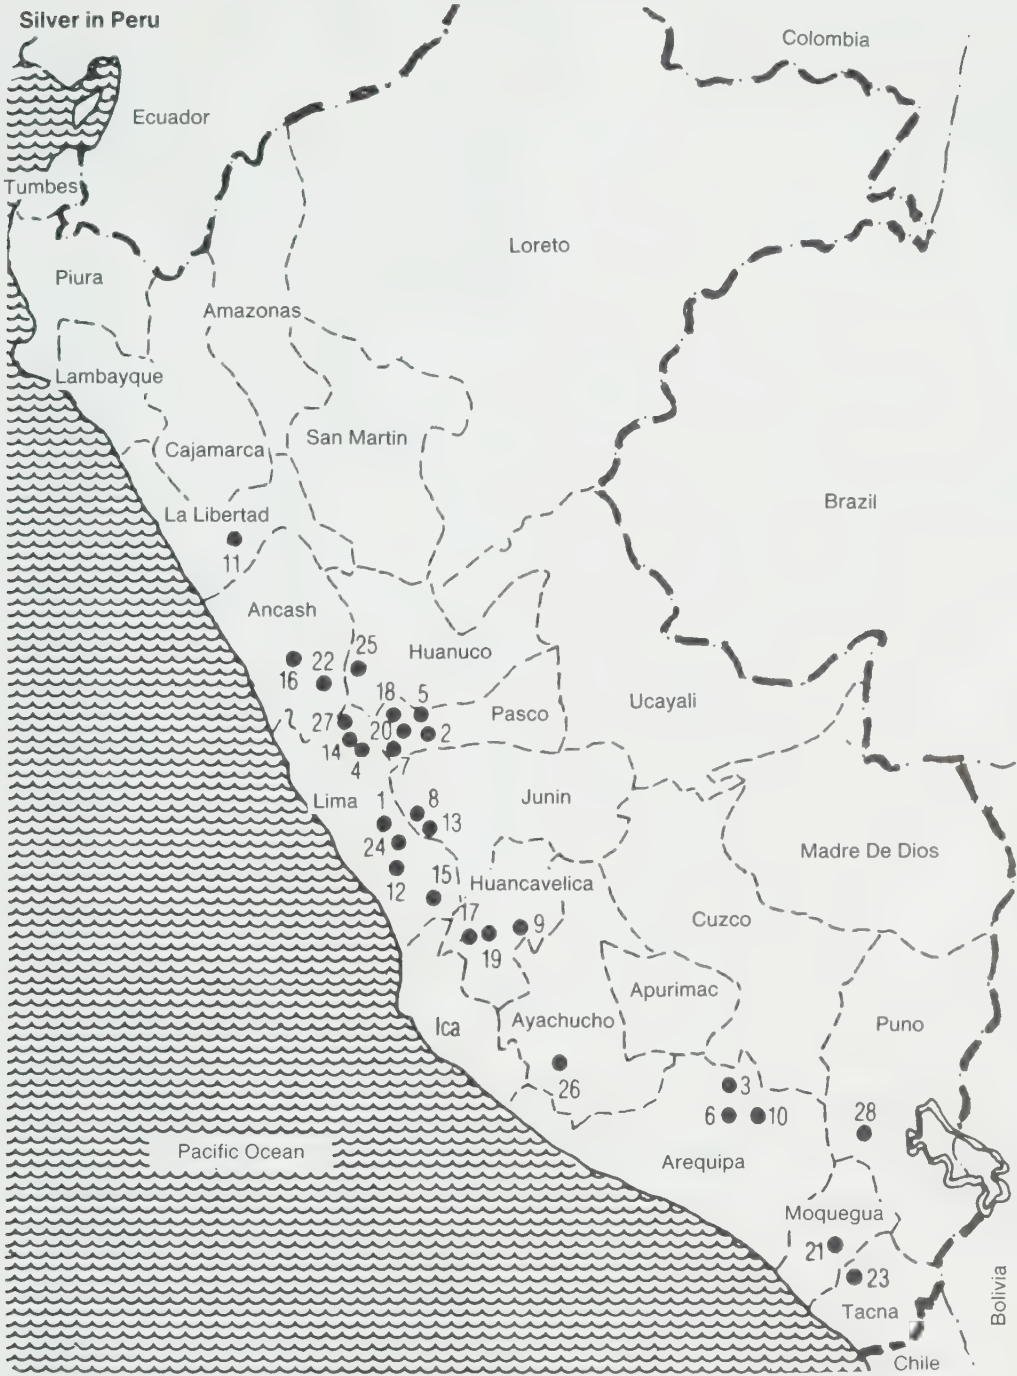 Silver in Peru
Colombia
Ecuador
Tumbes
Loreto
Piura
Amazonas
Lambayque
San Martin
Cajamarca
Brazil
La Libertad
11
Ancash
25
Huanuco
22
16
18
5
Pasco
Ucayali
27
20
2
14
4
7
Lima
1
8
Junin
13
24
Madre De Dios
12
15
Huancavelica
17
9
Cuzco
19
Apurimac
Ica
Ayachucho
Puno
26
3
6
10
28
Pacific Ocean
Arequipa
Moquegua
21
23
Bolivia
Tacna
Chile